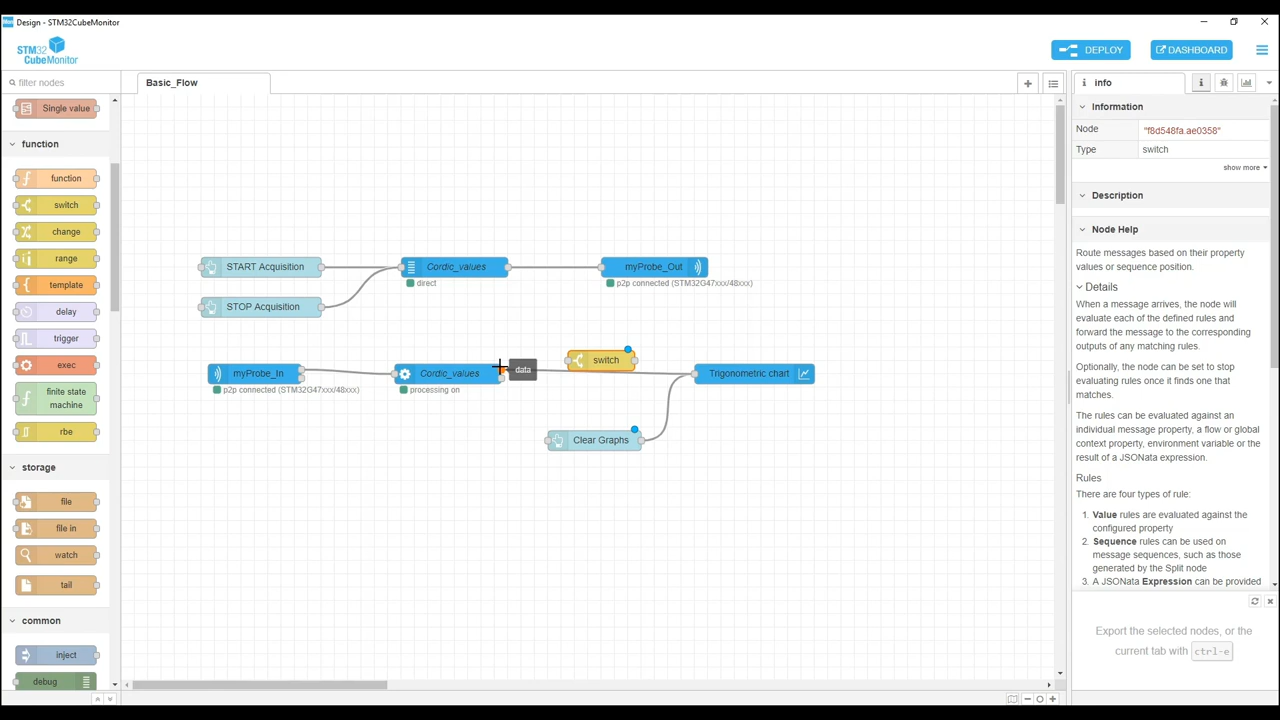 Design - STM32CubeMonitor
STM32
CubeMonitor
DEPLOY
DASHBOARD
filter nodes
Basic_Flow
info
Single value
function
function
switch
change
range
template
delay
trigger
exec
finite state
machine
rbe
storage
file
file in
watch
tail
common
inject
debug
START Acquisition
Cordic_values
direct
myProbe_Out
p2p connected (STM32G47xxx/48xxx)
STOP Acquisition
switch
myProbe_In
p2p connected (STM32G47xxx/48xxx)
Cordic_values
processing on
data
Trigonometric chart
Clear Graphs
Information
Node "f8d548fa.ae0358"
Type switch
show more
Description
Node Help
Route messages based on their property
values or sequence position.
Details
When a message arrives, the node will
evaluate each of the defined rules and
forward the message to the corresponding
outputs of any matching rules.
Optionally, the node can be set to stop
evaluating rules once it finds one that
matches.
The rules can be evaluated against an
individual message property, a flow or global
context property, environment variable or the
result of a JSONata expression.
Rules
There are four types of rule:
1. Value rules are evaluated against the
configured property
2. Sequence rules can be used on
message sequences, such as those
generated by the Split node
3. A JSONata Expression can be provided
Export the selected nodes, or the
current tab with ctrl-e